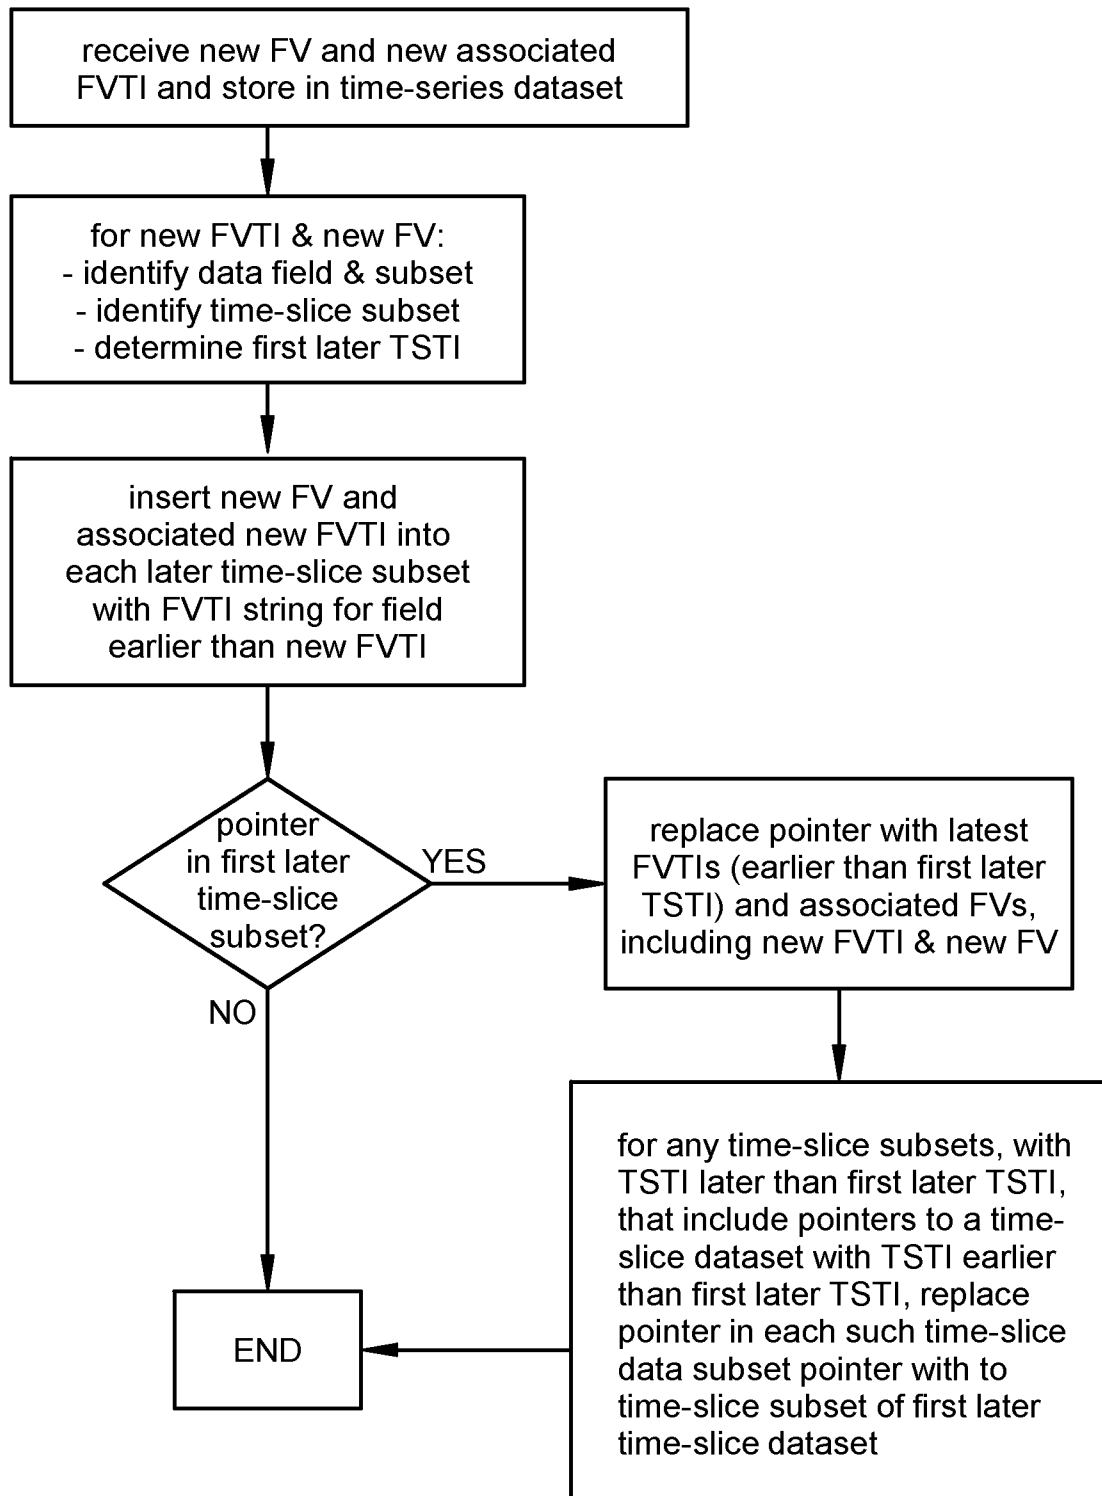 receive new FV and new associated
FVTI and store in time-series dataset
for new FVTI & new FV:
- identify data field & subset
- identify time-slice subset
- determine first later TSTI
insert new FV and
associated new FVTI into
each later time-slice subset
with FVTI string for field
earlier than new FVTI
pointer
in first later
time-slice
subset?
YES
NO
replace pointer with latest
FVTIs (earlier than first later
TSTI) and associated FVs,
including new FVTI & new FV
for any time-slice subsets, with
TSTI later than first later TSTI,
that include pointers to a time-
slice dataset with TSTI earlier
than first later TSTI, replace
pointer in each such time-slice
data subset pointer with to
time-slice subset of first later
time-slice dataset
END